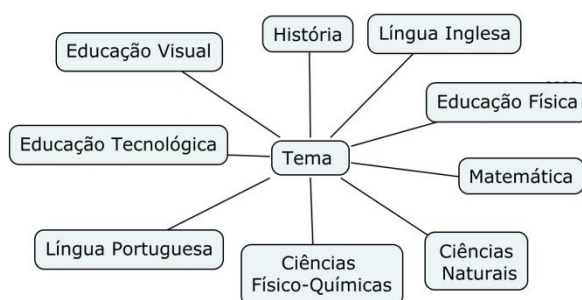 História
Língua Inglesa
Educação Visual
Educação Física
Educação Tecnológica
Tema
Matemática
Língua Portuguesa
Ciências
Físico-Químicas
Ciências
Naturais